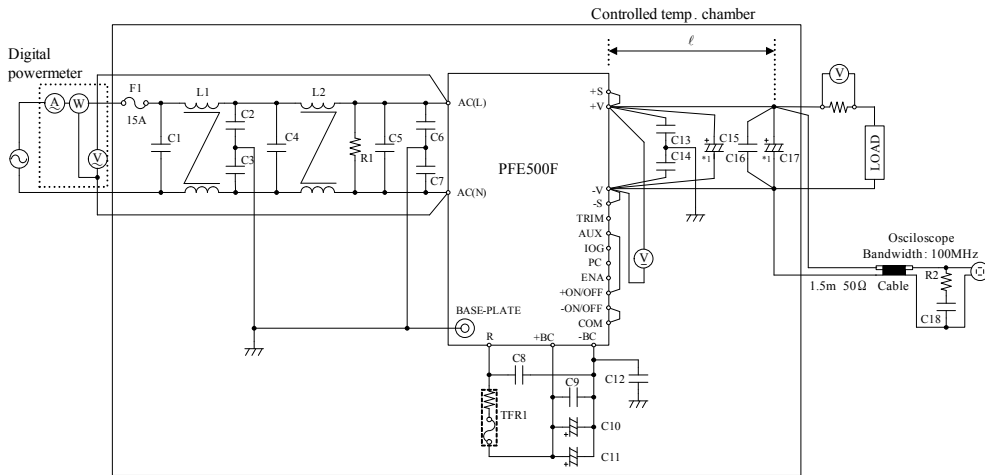 Controlled temp. chamber
Digital
powermeter
ℓ
A
W
V
F1
15A
L1
L2
C1
C2
C3
C4
R1
C5
C6
C7
AC(L)
AC(N)
PFE500F
BASE-PLATE
+S
+V
-V
-S
TRIM
AUX
IOG
PC
ENA
+ON/OFF
-ON/OFF
COM
R
+BC
-BC
C13
C14
C15
*1
C16
*1
C17
V
V
LOAD
Osciloscope
Bandwidth: 100MHz
1.5m 50Ω
Cable
R2
C18
C8
C9
C10
C11
C12
TFR1